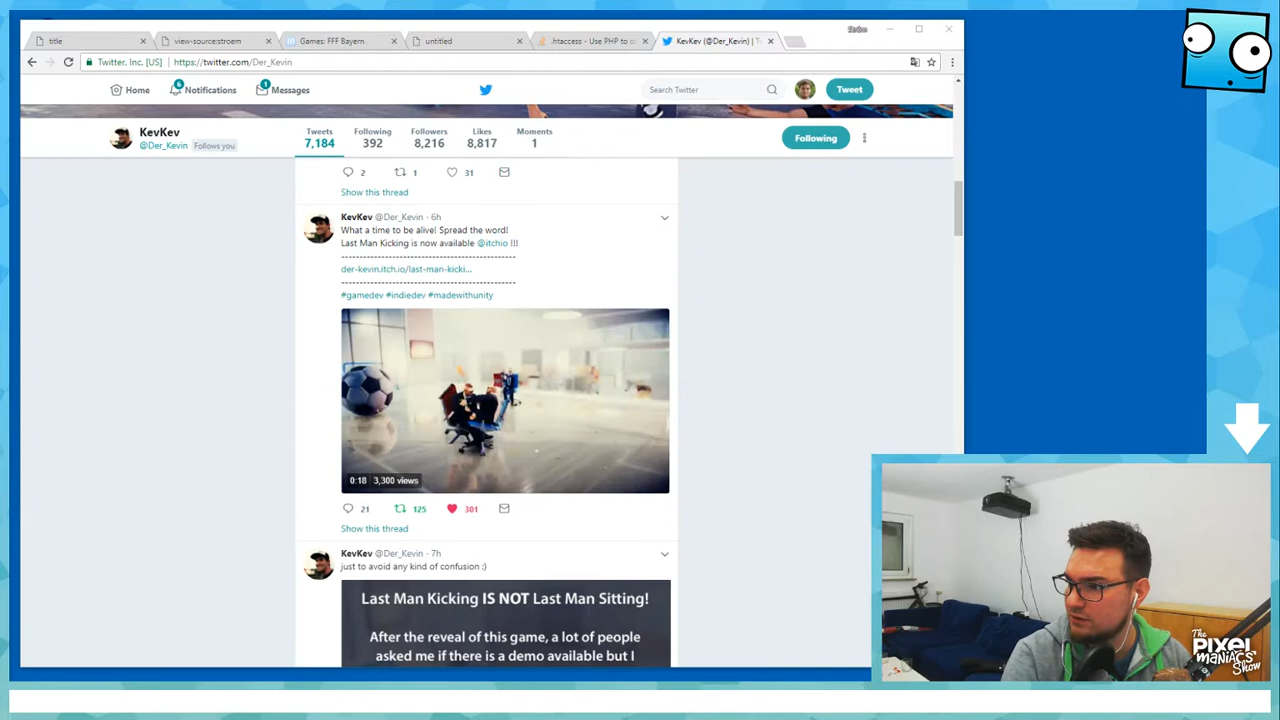 title
view-source:stroem
Games: FFF Bayern
untitled
.htaccess - Use PHP to
KevKev (@Der_Kevin) | T
Twitter, Inc. [US]
https://twitter.com/Der_Kevin
Home
6
Notifications
1
Messages
Search Twitter
Tweet
KevKev
@Der_Kevin Follows you
Tweets
7,184
Following
392
Followers
8,216
Likes
8,817
Moments
1
Following
2 1 31
Show this thread
KevKev @Der_Kevin · 6h
What a time to be alive! Spread the word!
Last Man Kicking is now available @itchio !!!
--------------------------------------------------
der-kevin.itch.io/last-man-kicki...
--------------------------------------------------
#gamedev #indiedev #madewithunity
0:18 3,300 views
21 125 301
Show this thread
KevKev @Der_Kevin · 7h
just to avoid any kind of confusion :)
Last Man Kicking IS NOT Last Man Sitting!
After the reveal of this game, a lot of people
asked me if there is a demo available but I
THE
PIXEL
MANIACS
Show